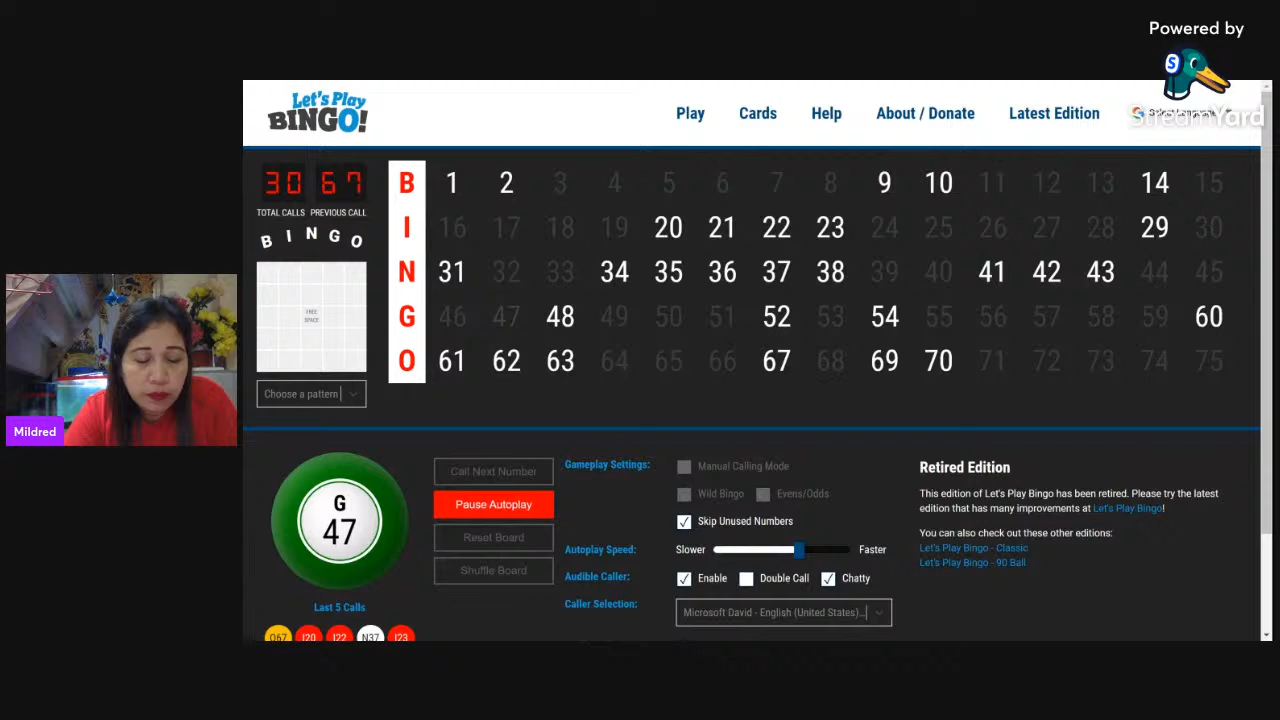 Powered by
S
StreamYard
Let's Play
BINGO!
Play Cards Help About / Donate Latest Edition Select Language
30 67
TOTAL CALLS PREVIOUS CALL
B I N G O
FREE
SPACE
Choose a pattern
B 1 2 3 4 5 6 7 8 9 10 11 12 13 14 15
I 16 17 18 19 20 21 22 23 24 25 26 27 28 29 30
N 31 32 33 34 35 36 37 38 39 40 41 42 43 44 45
G 46 47 48 49 50 51 52 53 54 55 56 57 58 59 60
O 61 62 63 64 65 66 67 68 69 70 71 72 73 74 75
Mildred
G
47
Last 5 Calls
O67 I20 I22 N37 I23
Call Next Number
Pause Autoplay
Reset Board
Shuffle Board
Gameplay Settings:
Manual Calling Mode
Wild Bingo Evens/Odds
Skip Unused Numbers
Autoplay Speed: Slower Faster
Audible Caller: Enable Double Call Chatty
Caller Selection: Microsoft David - English (United States)...
Retired Edition
This edition of Let's Play Bingo has been retired. Please try the latest
edition that has many improvements at Let's Play Bingo!
You can also check out these other editions:
Let's Play Bingo - Classic
Let's Play Bingo - 90 Ball